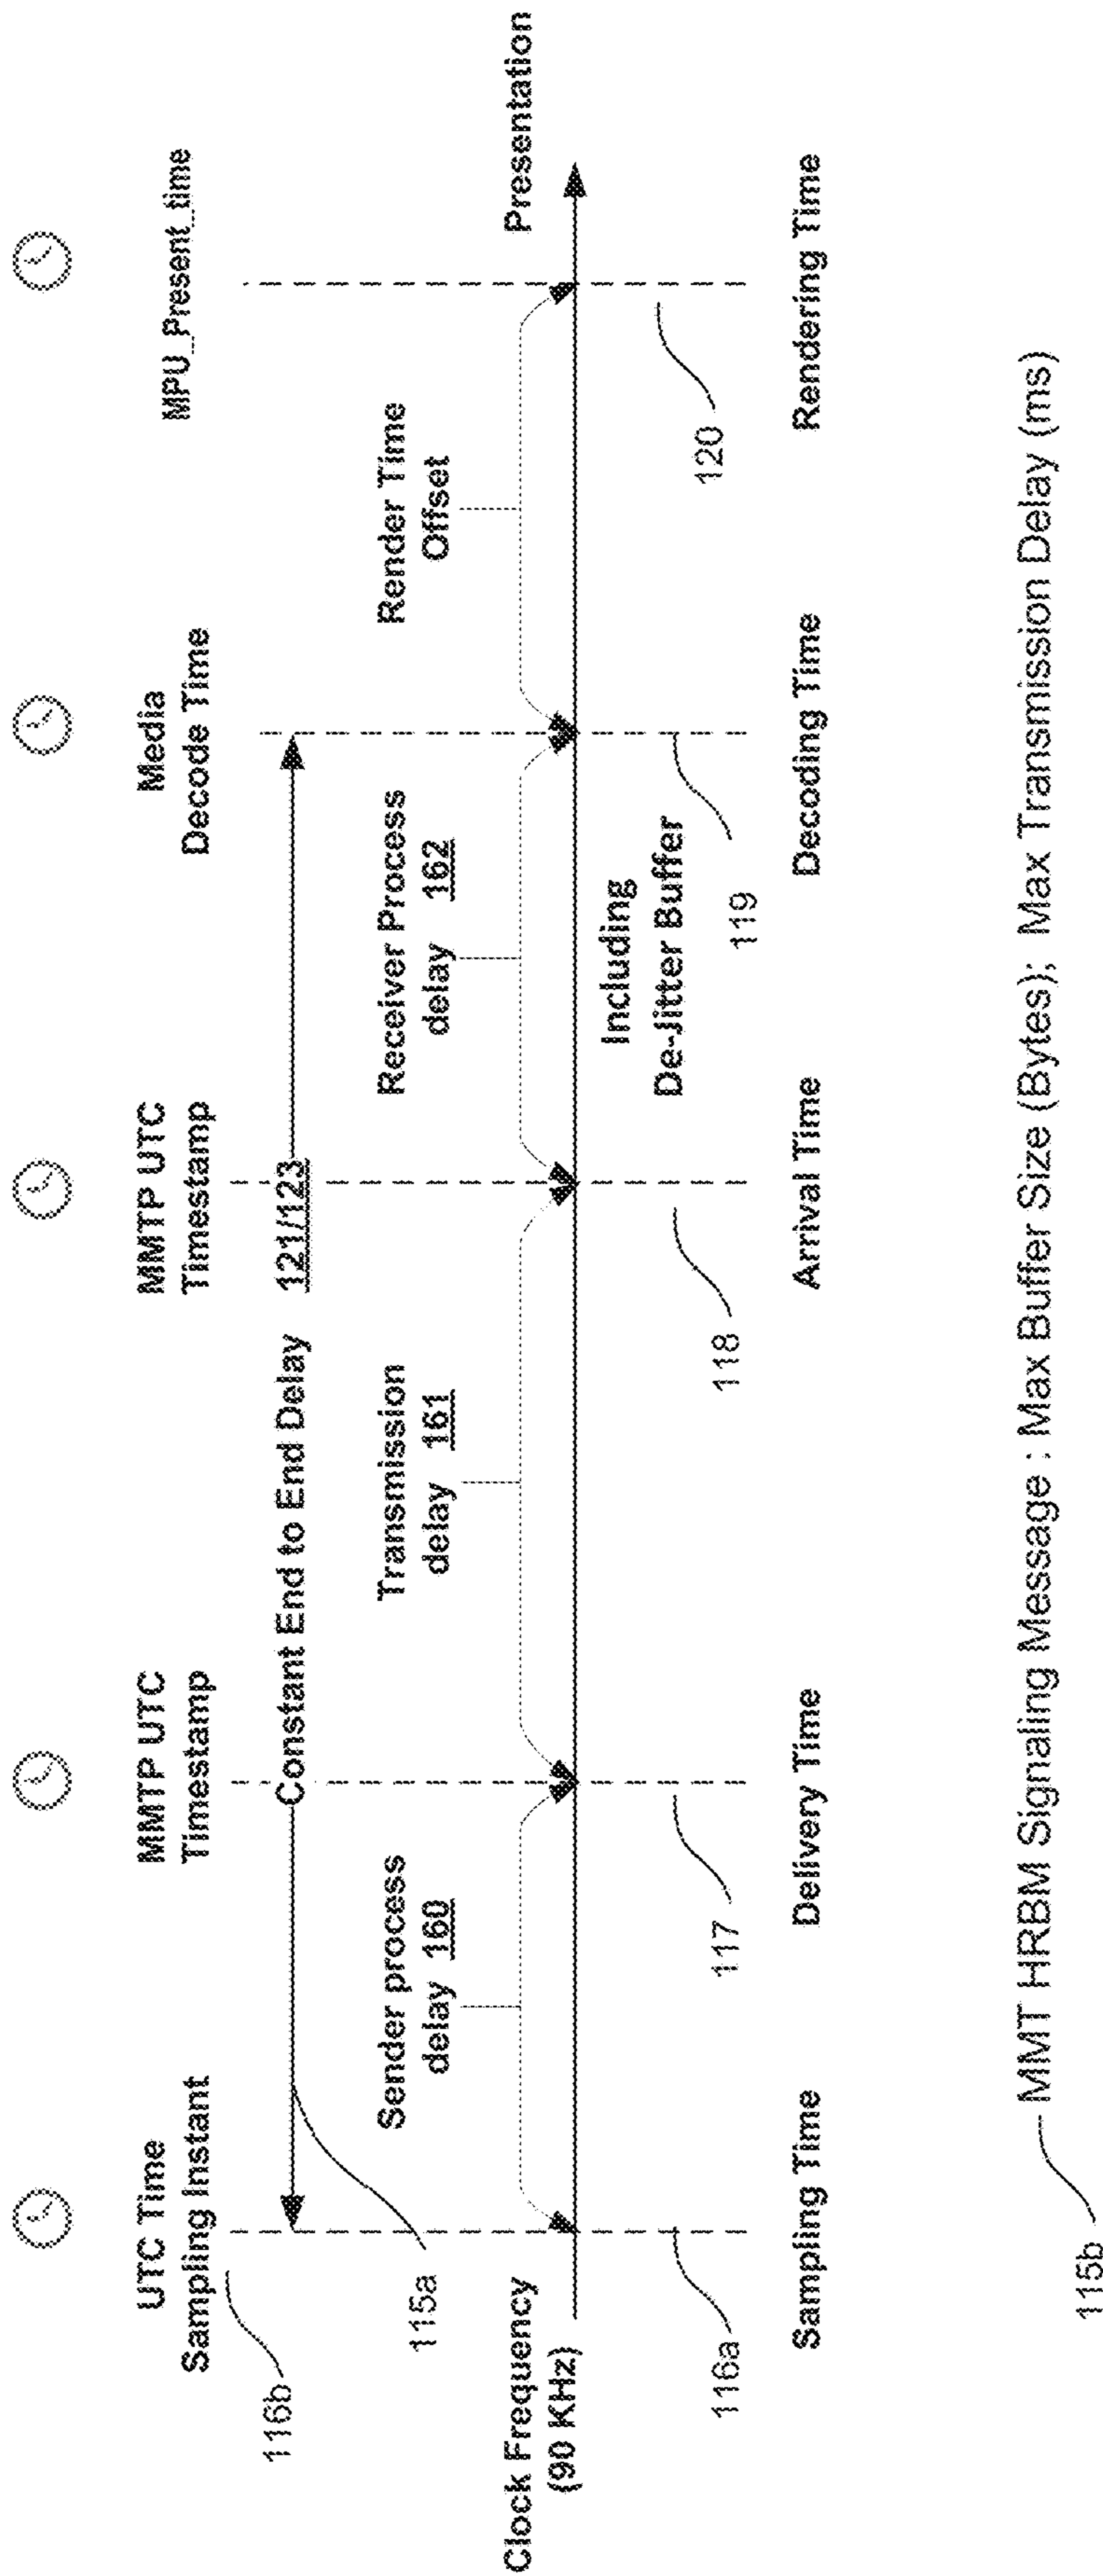 UTC Time
Sampling Instant
MMTP UTC
Timestamp
MMTP UTC
Timestamp
Media
Decode Time
MPU_Present_time
116b
Constant End to End Delay 121/123
115a
Sender process
delay 160
Transmission
delay 161
Receiver Process
delay 162
Render Time
Offset
Clock Frequency
(90 KHz)
Presentation
Including
De-Jitter Buffer
116a
117
118
119
120
Sampling Time
Delivery Time
Arrival Time
Decoding Time
Rendering Time
MMT HRBM Signaling Message : Max Buffer Size (Bytes); Max Transmission Delay (ms)
115b